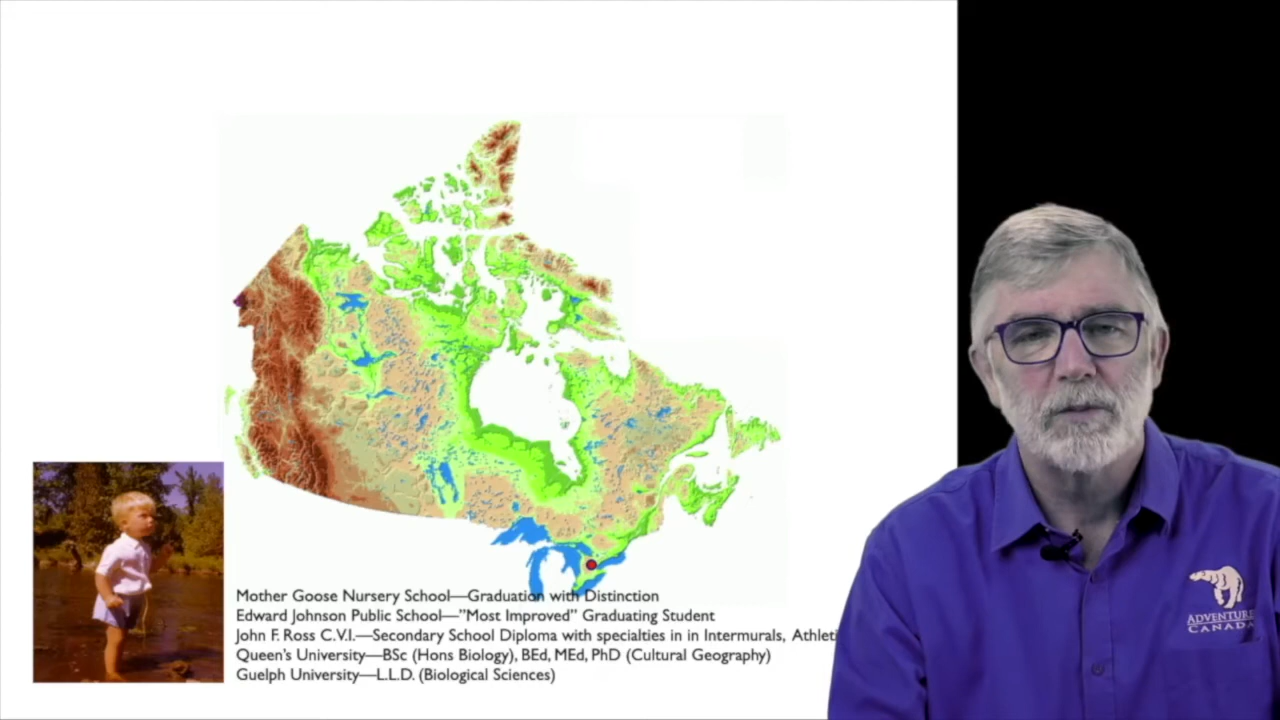 Mother Goose Nursery School—Graduation with Distinction
Edward Johnson Public School—”Most Improved” Graduating Student
John F. Ross C.V.I.—Secondary School Diploma with specialties in in Intermurals, Athleti
Queen’s University—BSc (Hons Biology), BEd, MEd, PhD (Cultural Geography)
Guelph University—L.L.D. (Biological Sciences)
ADVENTURE
CANADA